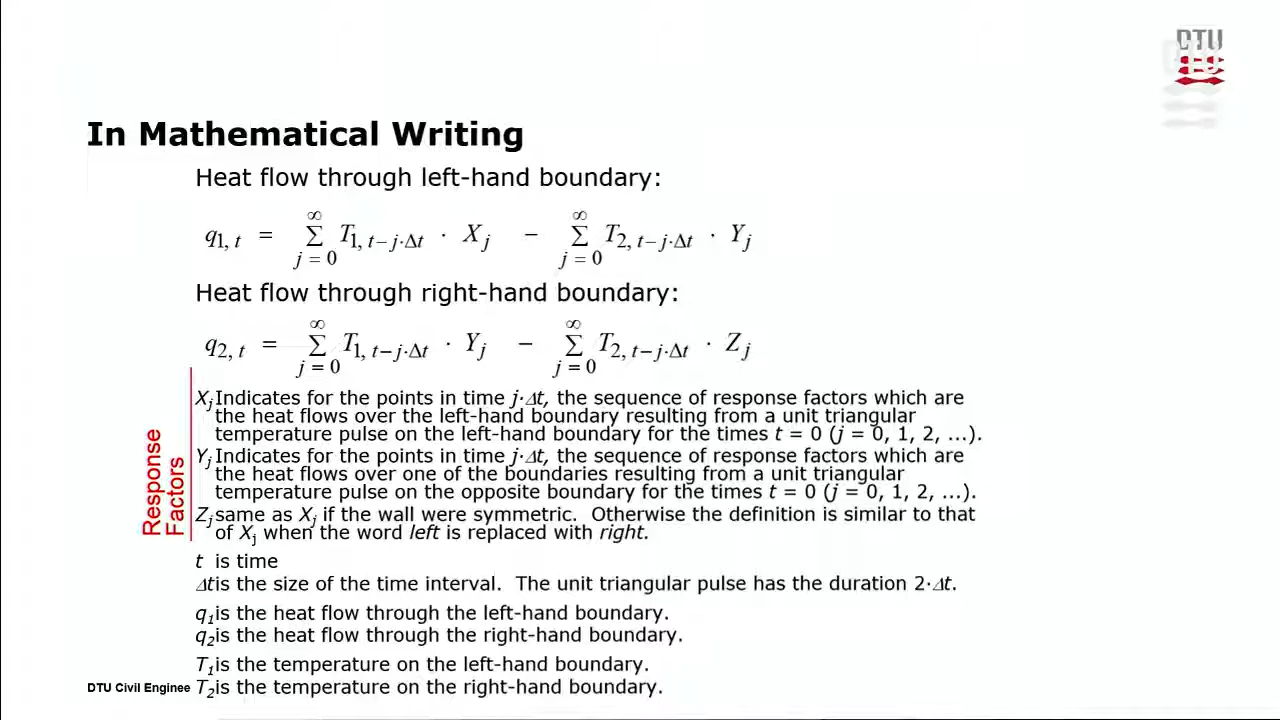 DTU
In Mathematical Writing
Heat flow through left-hand boundary:
q1, t = ∞ Σ j = 0 T1, t−j·Δt · Xj − ∞ Σ j = 0 T2, t−j·Δt · Yj
Heat flow through right-hand boundary:
q2, t = ∞ Σ j = 0 T1, t−j·Δt · Yj − ∞ Σ j = 0 T2, t−j·Δt · Zj
Response
Factors
Xj Indicates for the points in time j·Δt, the sequence of response factors which are
the heat flows over the left-hand boundary resulting from a unit triangular
temperature pulse on the left-hand boundary for the times t = 0 (j = 0, 1, 2, ...).
Yj Indicates for the points in time j·Δt, the sequence of response factors which are
the heat flows over one of the boundaries resulting from a unit triangular
temperature pulse on the opposite boundary for the times t = 0 (j = 0, 1, 2, ...).
Zj same as Xj if the wall were symmetric. Otherwise the definition is similar to that
of Xj when the word left is replaced with right.
t is time
Δt is the size of the time interval. The unit triangular pulse has the duration 2·Δt.
q1 is the heat flow through the left-hand boundary.
q2 is the heat flow through the right-hand boundary.
T1 is the temperature on the left-hand boundary.
T2 is the temperature on the right-hand boundary.
DTU Civil Enginee